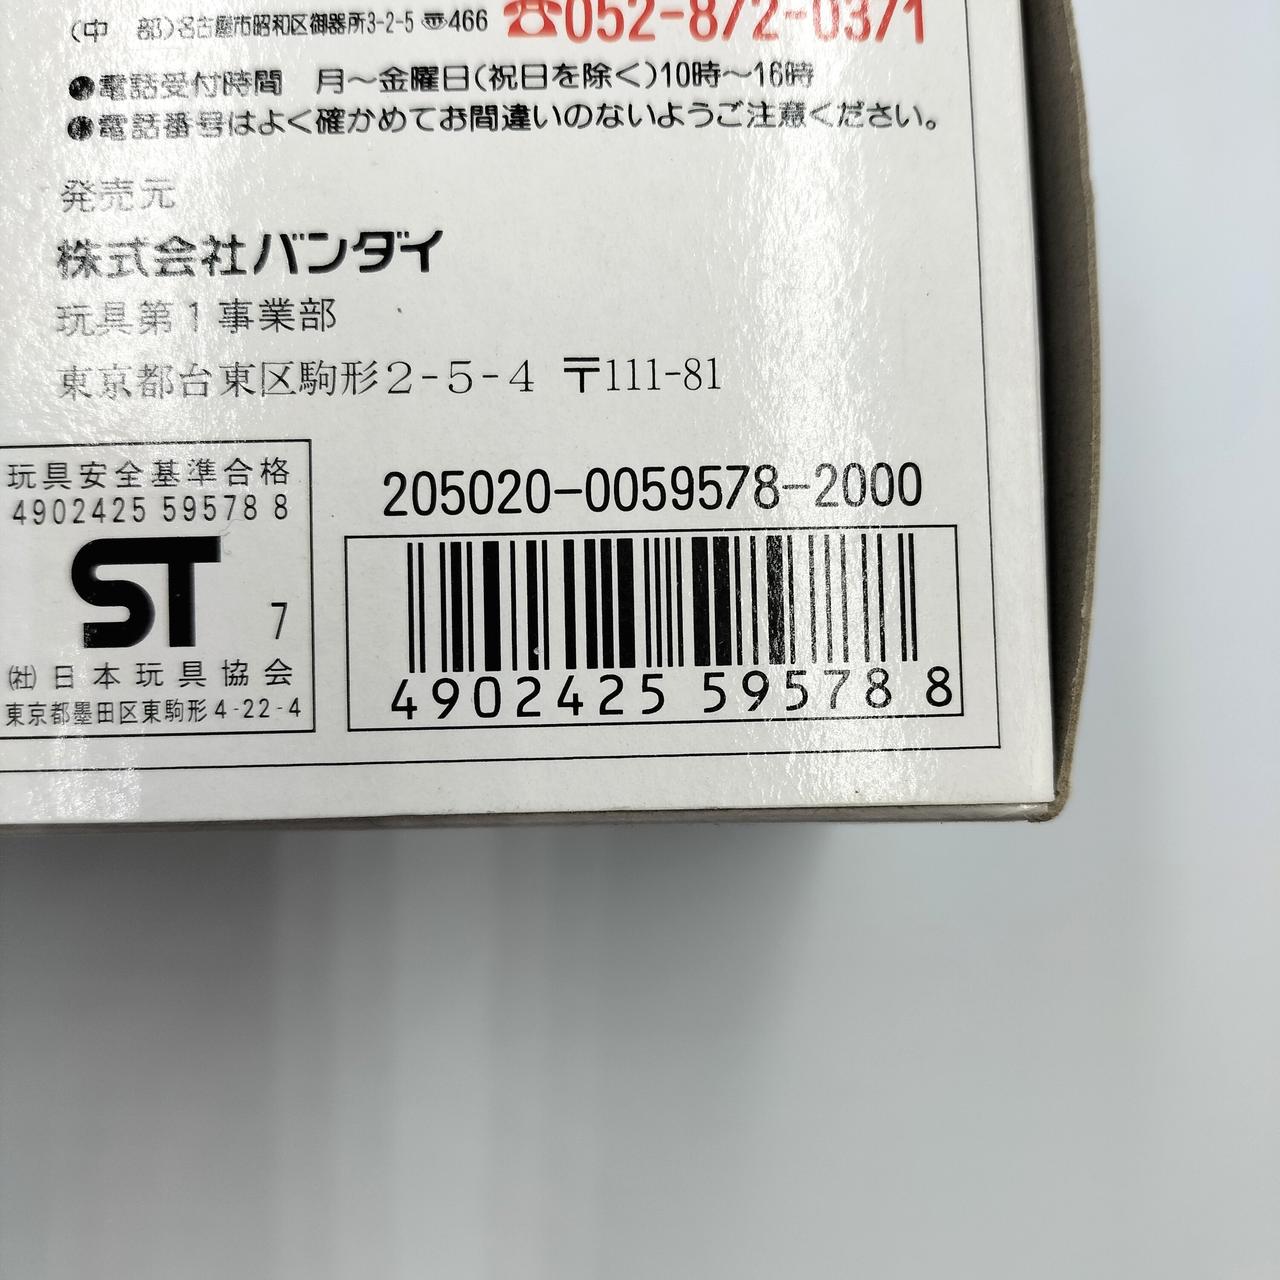 (中 部)名古屋市昭和区御器所3-2-5 〒466 ☎052-872-0371
●電話受付時間 月～金曜日(祝日を除く)10時～16時
●電話番号はよく確かめてお間違いのないようご注意ください。
発売元
株式会社バンダイ
玩具第1事業部
東京都台東区駒形2-5-4 〒111-81
玩具安全基準合格
4902425 59578 8
ST 7
(社)日本玩具協会
東京都墨田区東駒形4-22-4
205020-0059578-2000
4902425 595788